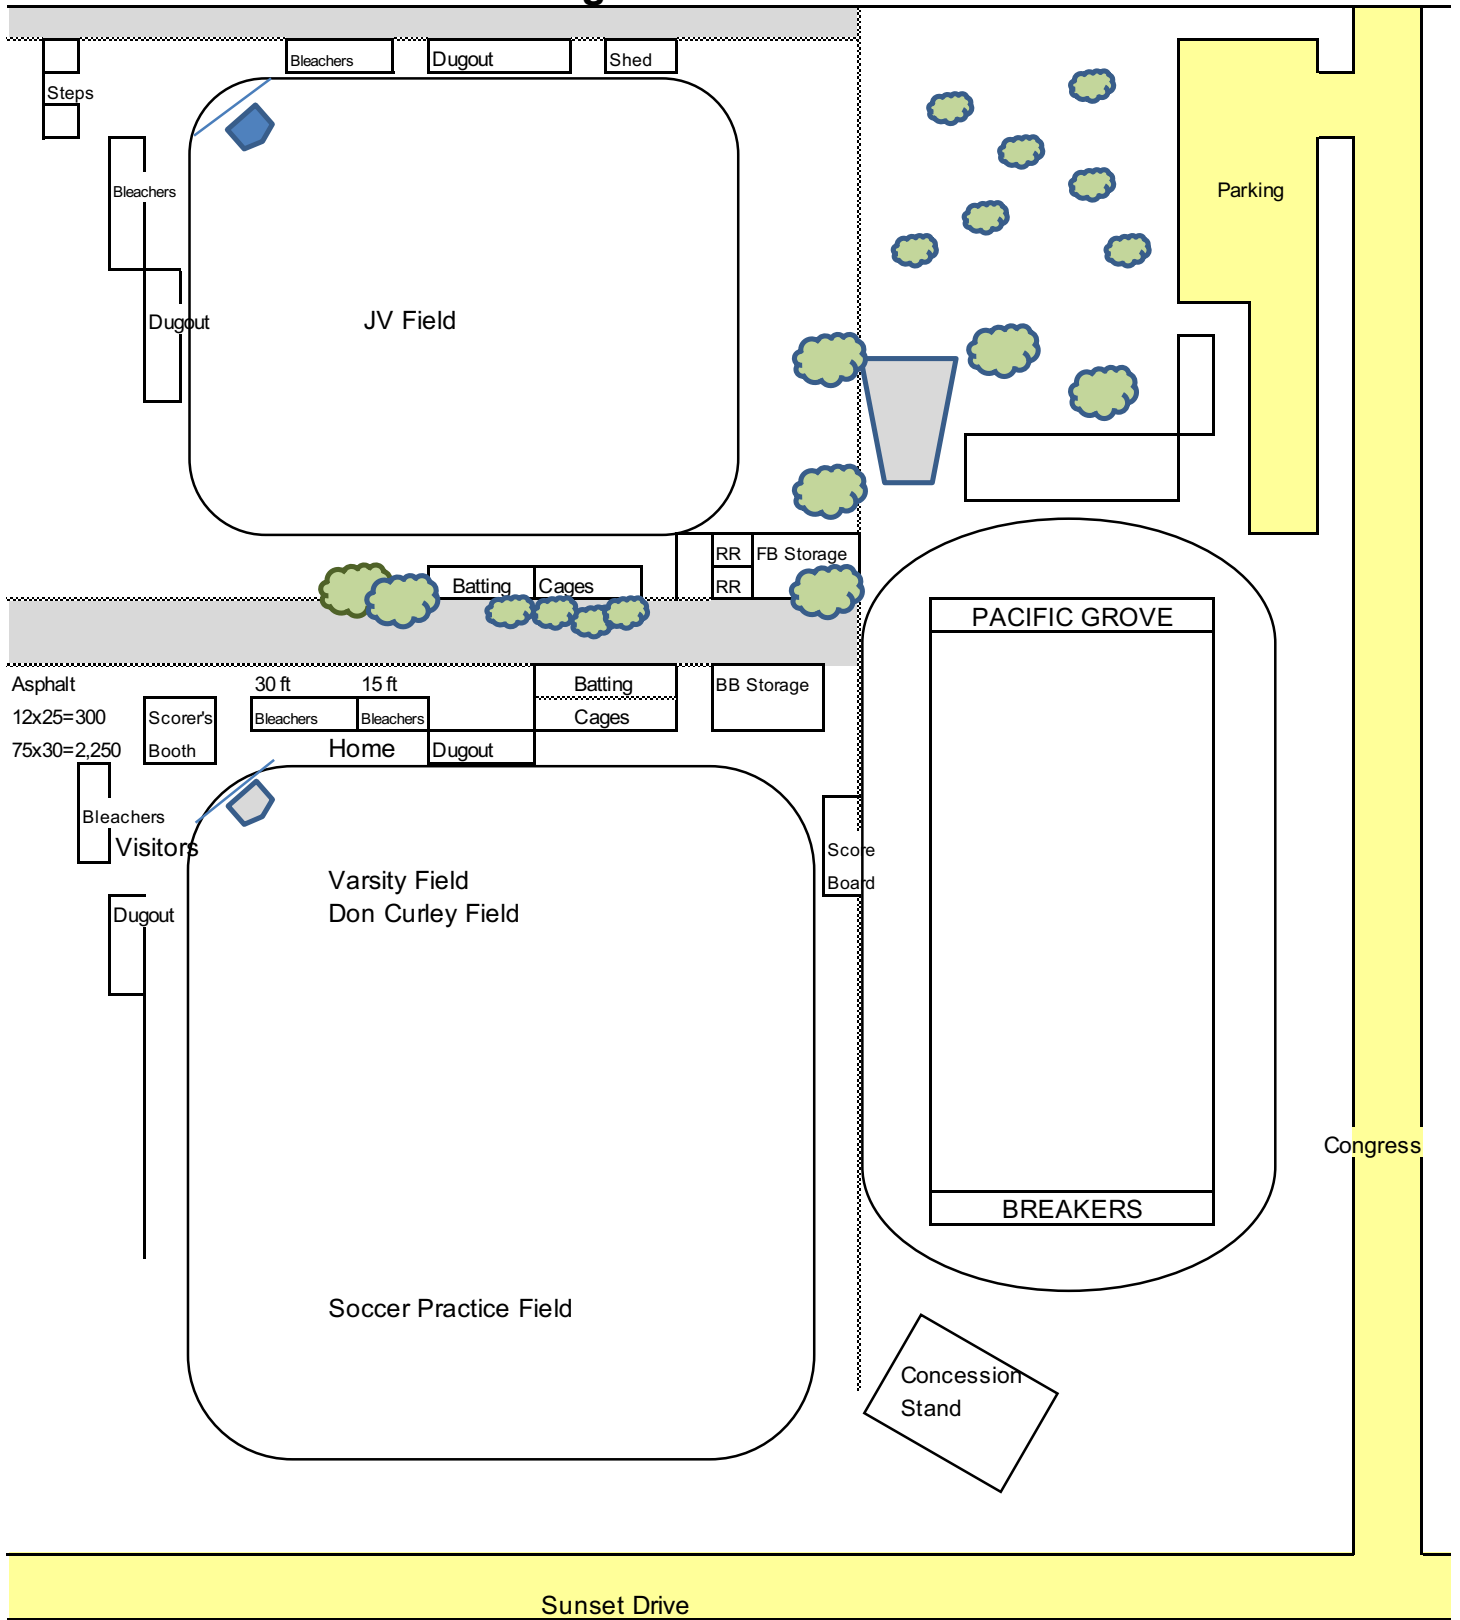 Bleachers
Dugout
Shed
Steps
Bleachers
Parking
Dugout
JV Field
RR
FB Storage
Batting
Cages
RR
PACIFIC GROVE
Asphalt
30 ft
15 ft
Batting
BB Storage
12x25=300
Scorer's
Bleachers
Bleachers
Cages
75x30=2,250
Booth
Home
Dugout
Bleachers
Visitors
Score
Board
Varsity Field
Don Curley Field
Dugout
Congress
BREAKERS
Soccer Practice Field
Concession
Stand
Sunset Drive